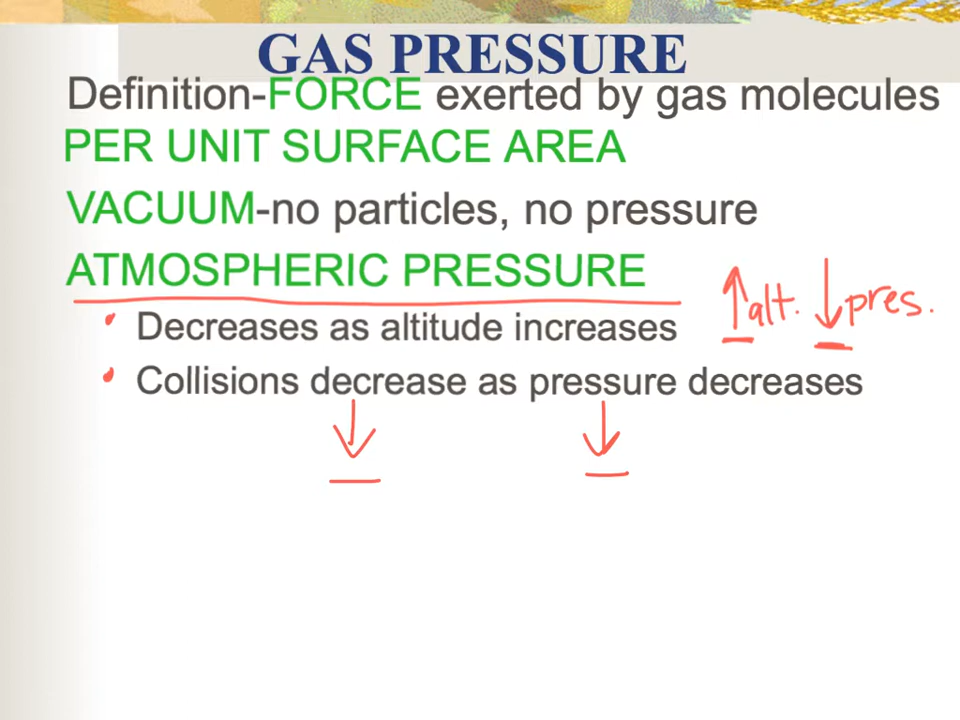 GAS PRESSURE
Definition-FORCE exerted by gas molecules
PER UNIT SURFACE AREA
VACUUM-no particles, no pressure
ATMOSPHERIC PRESSURE
Decreases as altitude increases
↑alt. ↓pres.
Collisions decrease as pressure decreases